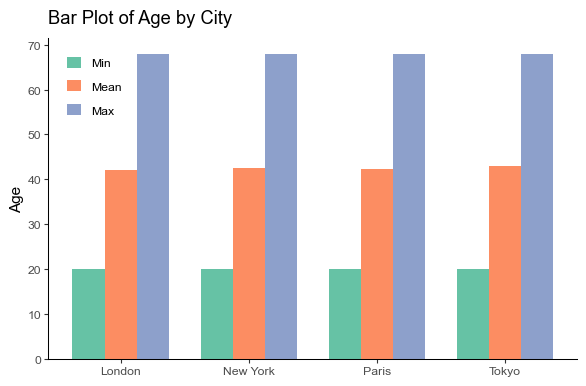 Bar Plot of Age by City
70
60
50
40
30
20
10
0
Age
Min
Mean
Max
London
New York
Paris
Tokyo